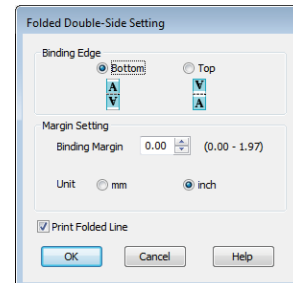 Folded Double-Side Setting
Binding Edge
Bottom Top
A A
A A
Margin Setting
Binding Margin 0.00 (0.00 - 1.97)
Unit mm inch
Print Folded Line
OK Cancel Help